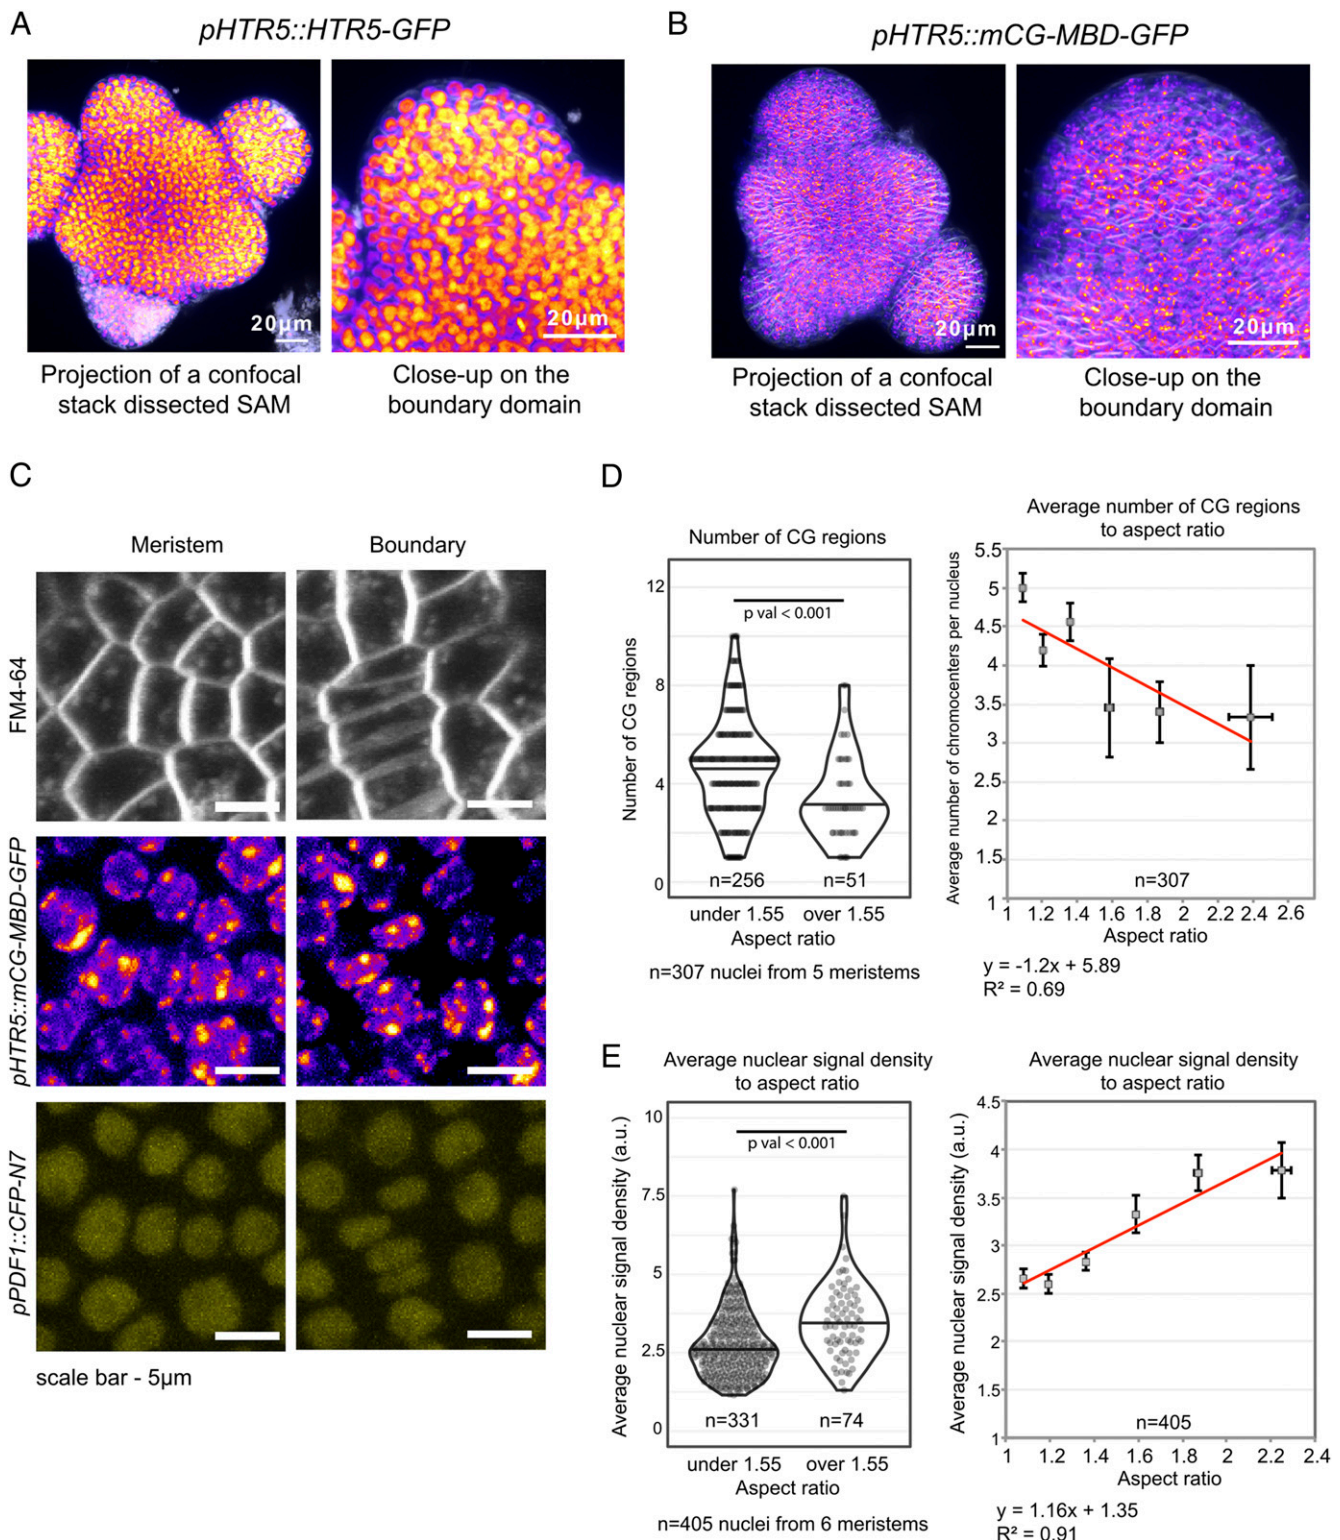 A
pHTR5::HTR5-GFP
20µm
20µm
Projection of a confocal
stack dissected SAM
Close-up on the
boundary domain
B
pHTR5::mCG-MBD-GFP
20µm
20µm
Projection of a confocal
stack dissected SAM
Close-up on the
boundary domain
C
Meristem
Boundary
FM4-64
pHTR5::mCG-MBD-GFP
pPDF1::CFP-N7
scale bar - 5µm
D
Number of CG regions
Number of CG regions
12
8
4
0
p val < 0.001
n=256
n=51
under 1.55
over 1.55
Aspect ratio
n=307 nuclei from 5 meristems
Average number of CG regions
to aspect ratio
Average number of chromocenters per nucleus
5.5
5
4.5
4
3.5
3
2.5
2
1.5
1
n=307
1 1.2 1.4 1.6 1.8 2 2.2 2.4 2.6
Aspect ratio
y = -1.2x + 5.89
R² = 0.69
E
Average nuclear signal density
to aspect ratio
Average nuclear signal density (a.u.)
10
7.5
5
2.5
0
p val < 0.001
n=331
n=74
under 1.55
over 1.55
Aspect ratio
n=405 nuclei from 6 meristems
Average nuclear signal density
to aspect ratio
Average nuclear signal density (a.u.)
4.5
4
3.5
3
2.5
2
1.5
1
n=405
1 1.2 1.4 1.6 1.8 2 2.2 2.4
Aspect ratio
y = 1.16x + 1.35
R² = 0.91